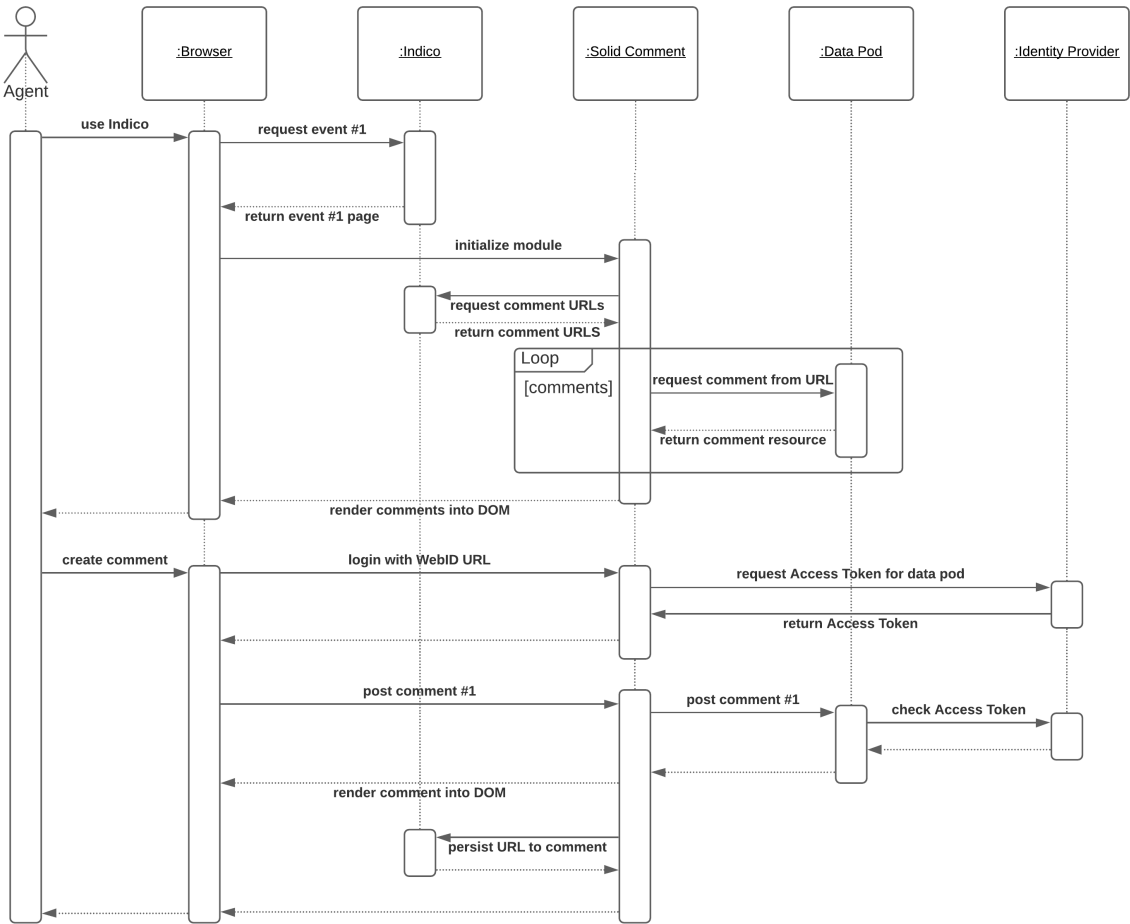 Agent
:Browser
:Indico
:Solid Comment
:Data Pod
:Identity Provider
use Indico
request event #1
return event #1 page
initialize module
request comment URLs
return comment URLS
Loop
[comments]
request comment from URL
return comment resource
render comments into DOM
create comment
login with WebID URL
request Access Token for data pod
return Access Token
post comment #1
post comment #1
check Access Token
render comment into DOM
persist URL to comment